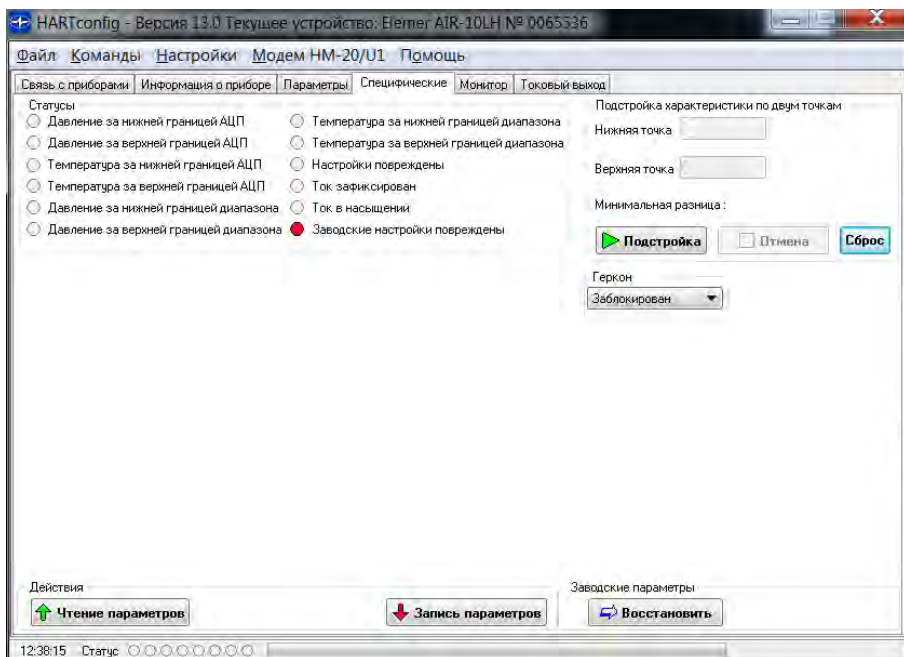 HARTconfig - Версия 13.0 Текущее устройство: Elemer AIR-10LH № 0065536
Файл Команды Настройки Модем HM-20/U1 Помощь
Связь с приборами Информация о приборе Параметры Специфические Монитор Токовый выход
Статусы
Давление за нижней границей АЦП
Давление за верхней границей АЦП
Температура за нижней границей АЦП
Температура за верхней границей АЦП
Давление за нижней границей диапазона
Давление за верхней границей диапазона
Температура за нижней границей диапазона
Температура за верхней границей диапазона
Настройки повреждены
Ток зафиксирован
Ток в насыщении
Заводские настройки повреждены
Подстройка характеристики по двум точкам
Нижняя точка
Верхняя точка
Минимальная разница :
Подстройка Отмена Сброс
Геркон
Заблокирован
Действия
Чтение параметров Запись параметров
Заводские параметры
Восстановить
12:38:15 Статус